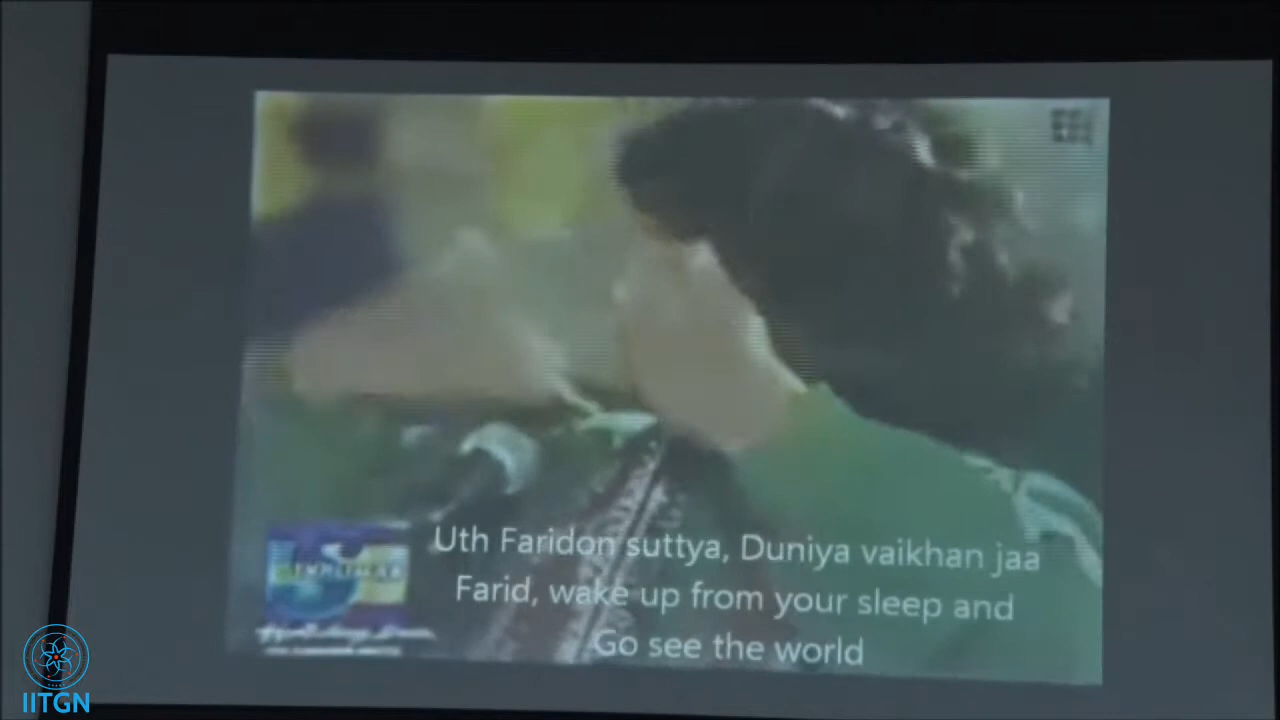 Uth Faridon suttya, Duniya vaikhan jaa
Farid, wake up from your sleep and
Go see the world
IITGN